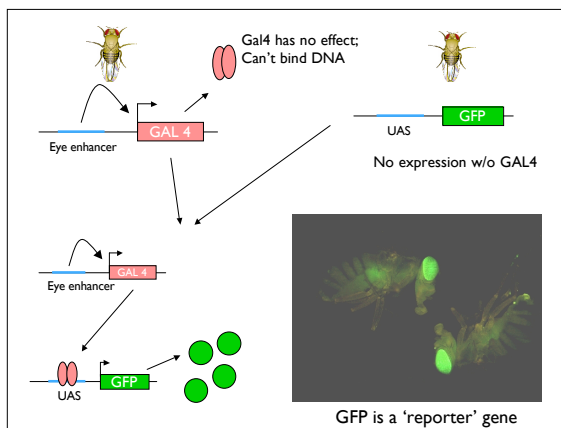 Gal4 has no effect;
Can't bind DNA
GAL 4
Eye enhancer
GFP
UAS
No expression w/o GAL4
GAL 4
Eye enhancer
GFP
UAS
GFP is a 'reporter' gene